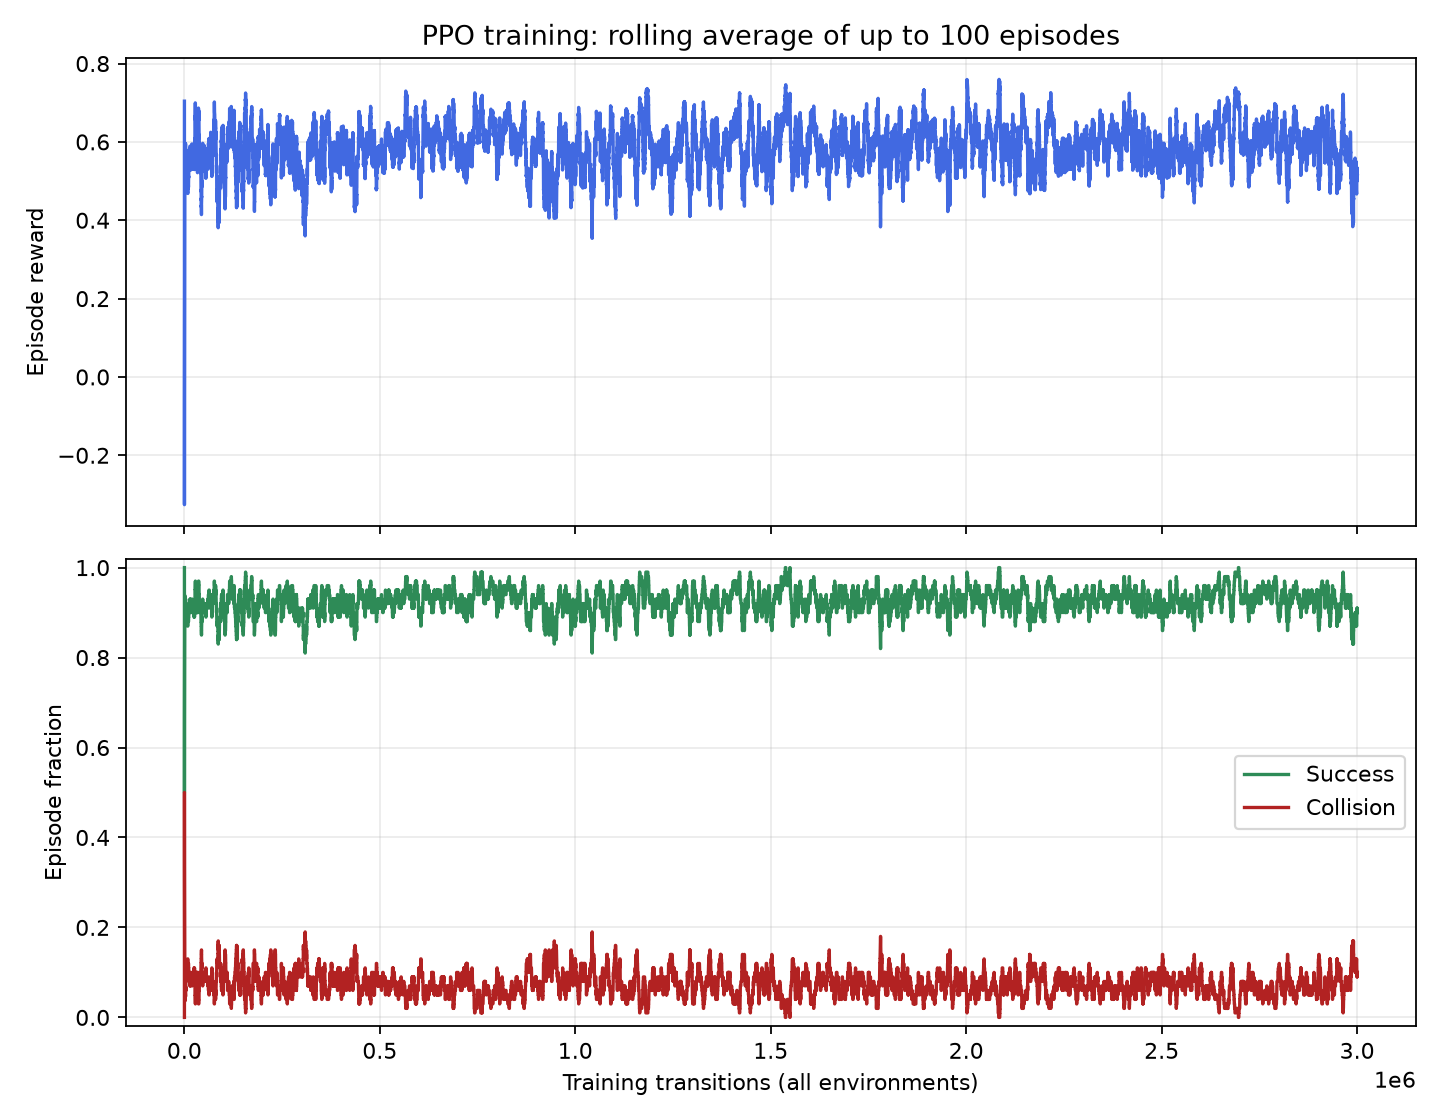 PPO training: rolling average of up to 100 episodes
0.8
0.6
0.4
0.2
0.0
−0.2
Episode reward
1.0
0.8
0.6
0.4
0.2
0.0
Episode fraction
Success
Collision
0.0 0.5 1.0 1.5 2.0 2.5 3.0
1e6
Training transitions (all environments)